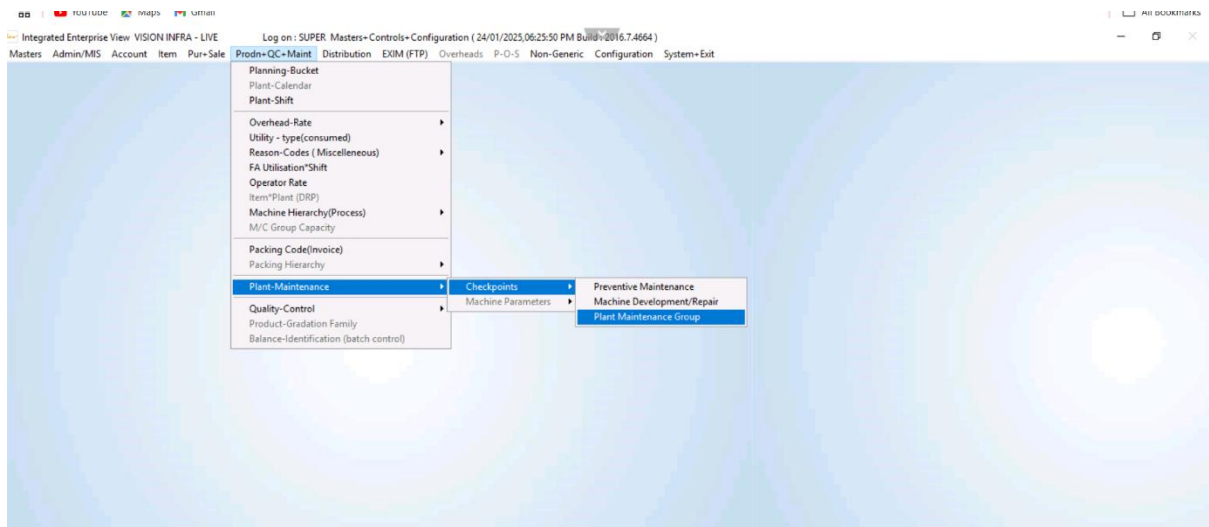 YouTube Maps Gmail All Bookmarks
Integrated Enterprise View VISION INFRA - LIVE Log on : SUPER Masters+Controls+Configuration ( 24/01/2025,06:25:50 PM Build : 2016.7.4664 )
Masters Admin/MIS Account Item Pur+Sale Prodn+QC+Maint Distribution EXIM (FTP) Overheads P-O-S Non-Generic Configuration System+Exit
Planning-Bucket
Plant-Calendar
Plant-Shift
Overhead-Rate
Utility - type(consumed)
Reason-Codes ( Miscelleneous)
FA Utilisation*Shift
Operator Rate
Item*Plant (DRP)
Machine Hierarchy(Process)
M/C Group Capacity
Packing Code(Invoice)
Packing Hierarchy
Plant-Maintenance Checkpoints Preventive Maintenance
Machine Parameters Machine Development/Repair
Plant Maintenance Group
Quality-Control
Product-Gradation Family
Balance-Identification (batch control)